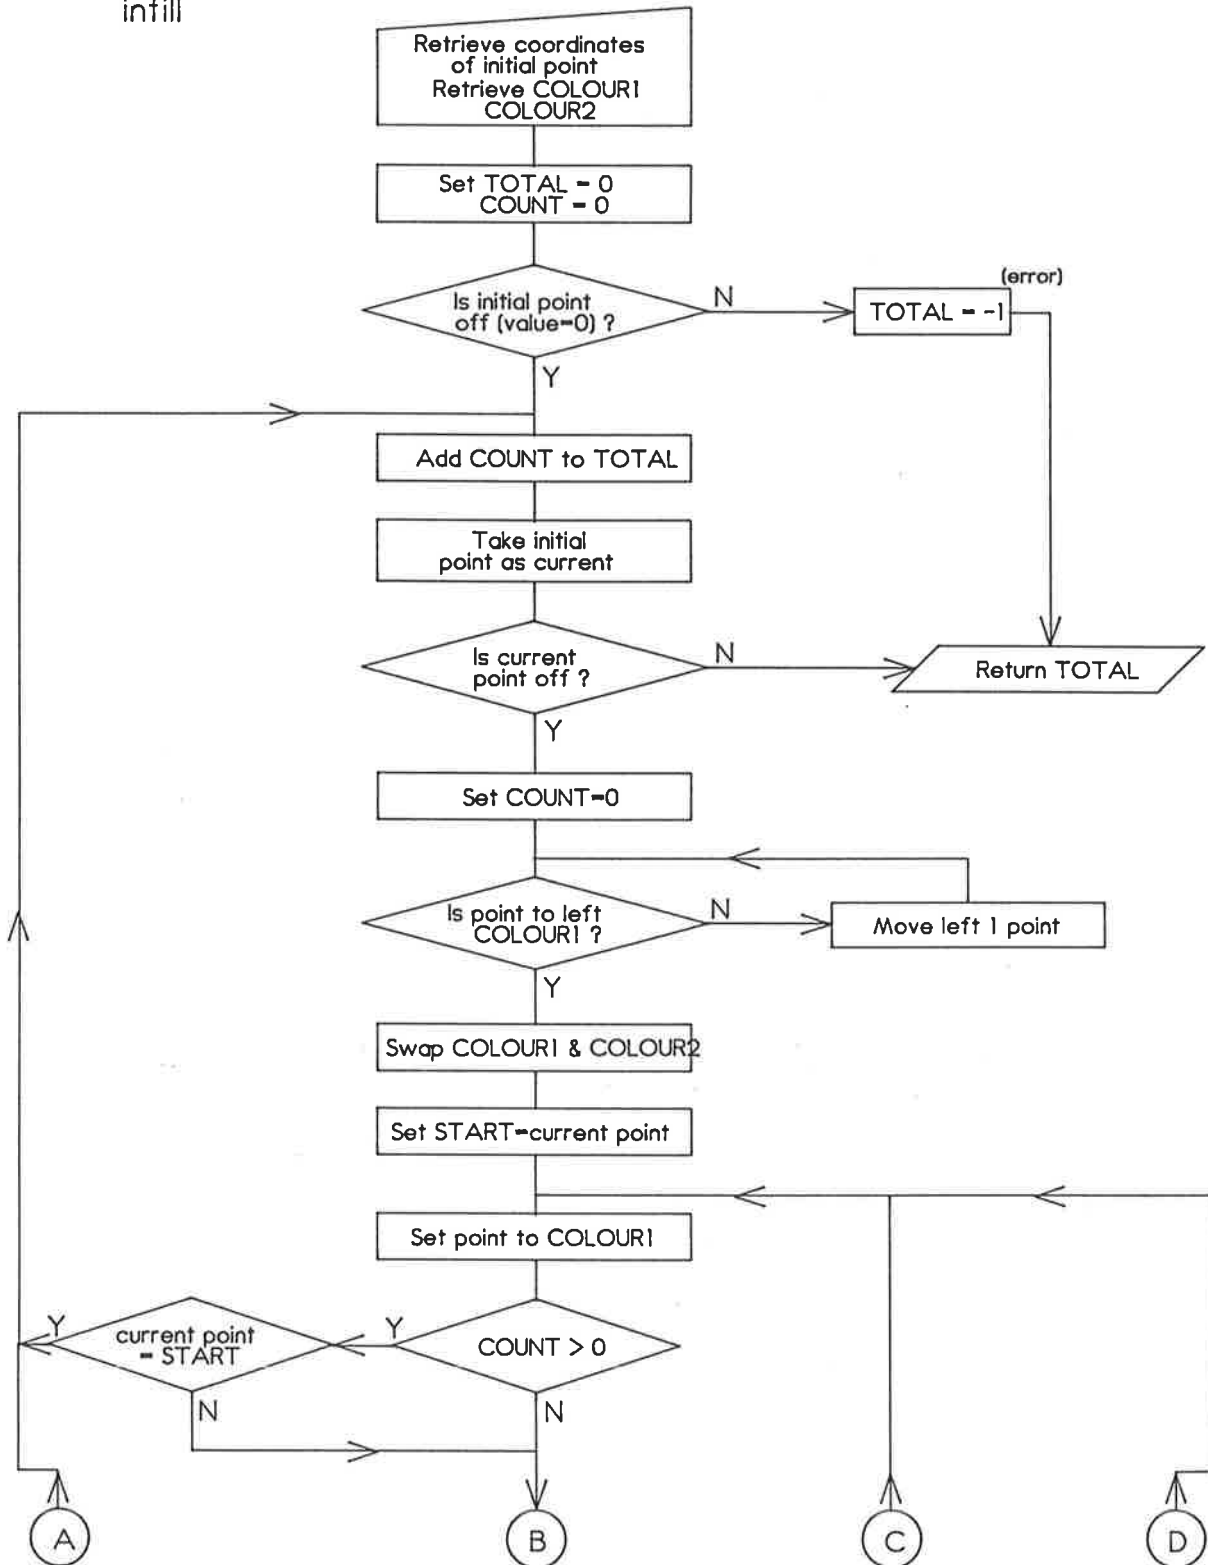 infill
Retrieve coordinates
of initial point
Retrieve COLOUR1
COLOUR2
Set TOTAL = 0
COUNT = 0
Is initial point
off (value=0) ?
N
(error)
TOTAL = -1
Y
Add COUNT to TOTAL
Take initial
point as current
Is current
point off ?
N
Return TOTAL
Y
Set COUNT=0
Is point to left
COLOUR1 ?
N
Move left 1 point
Y
Swap COLOUR1 & COLOUR2
Set START=current point
Set point to COLOUR1
Y
current point
= START
Y
COUNT > 0
N
N
A
B
C
D